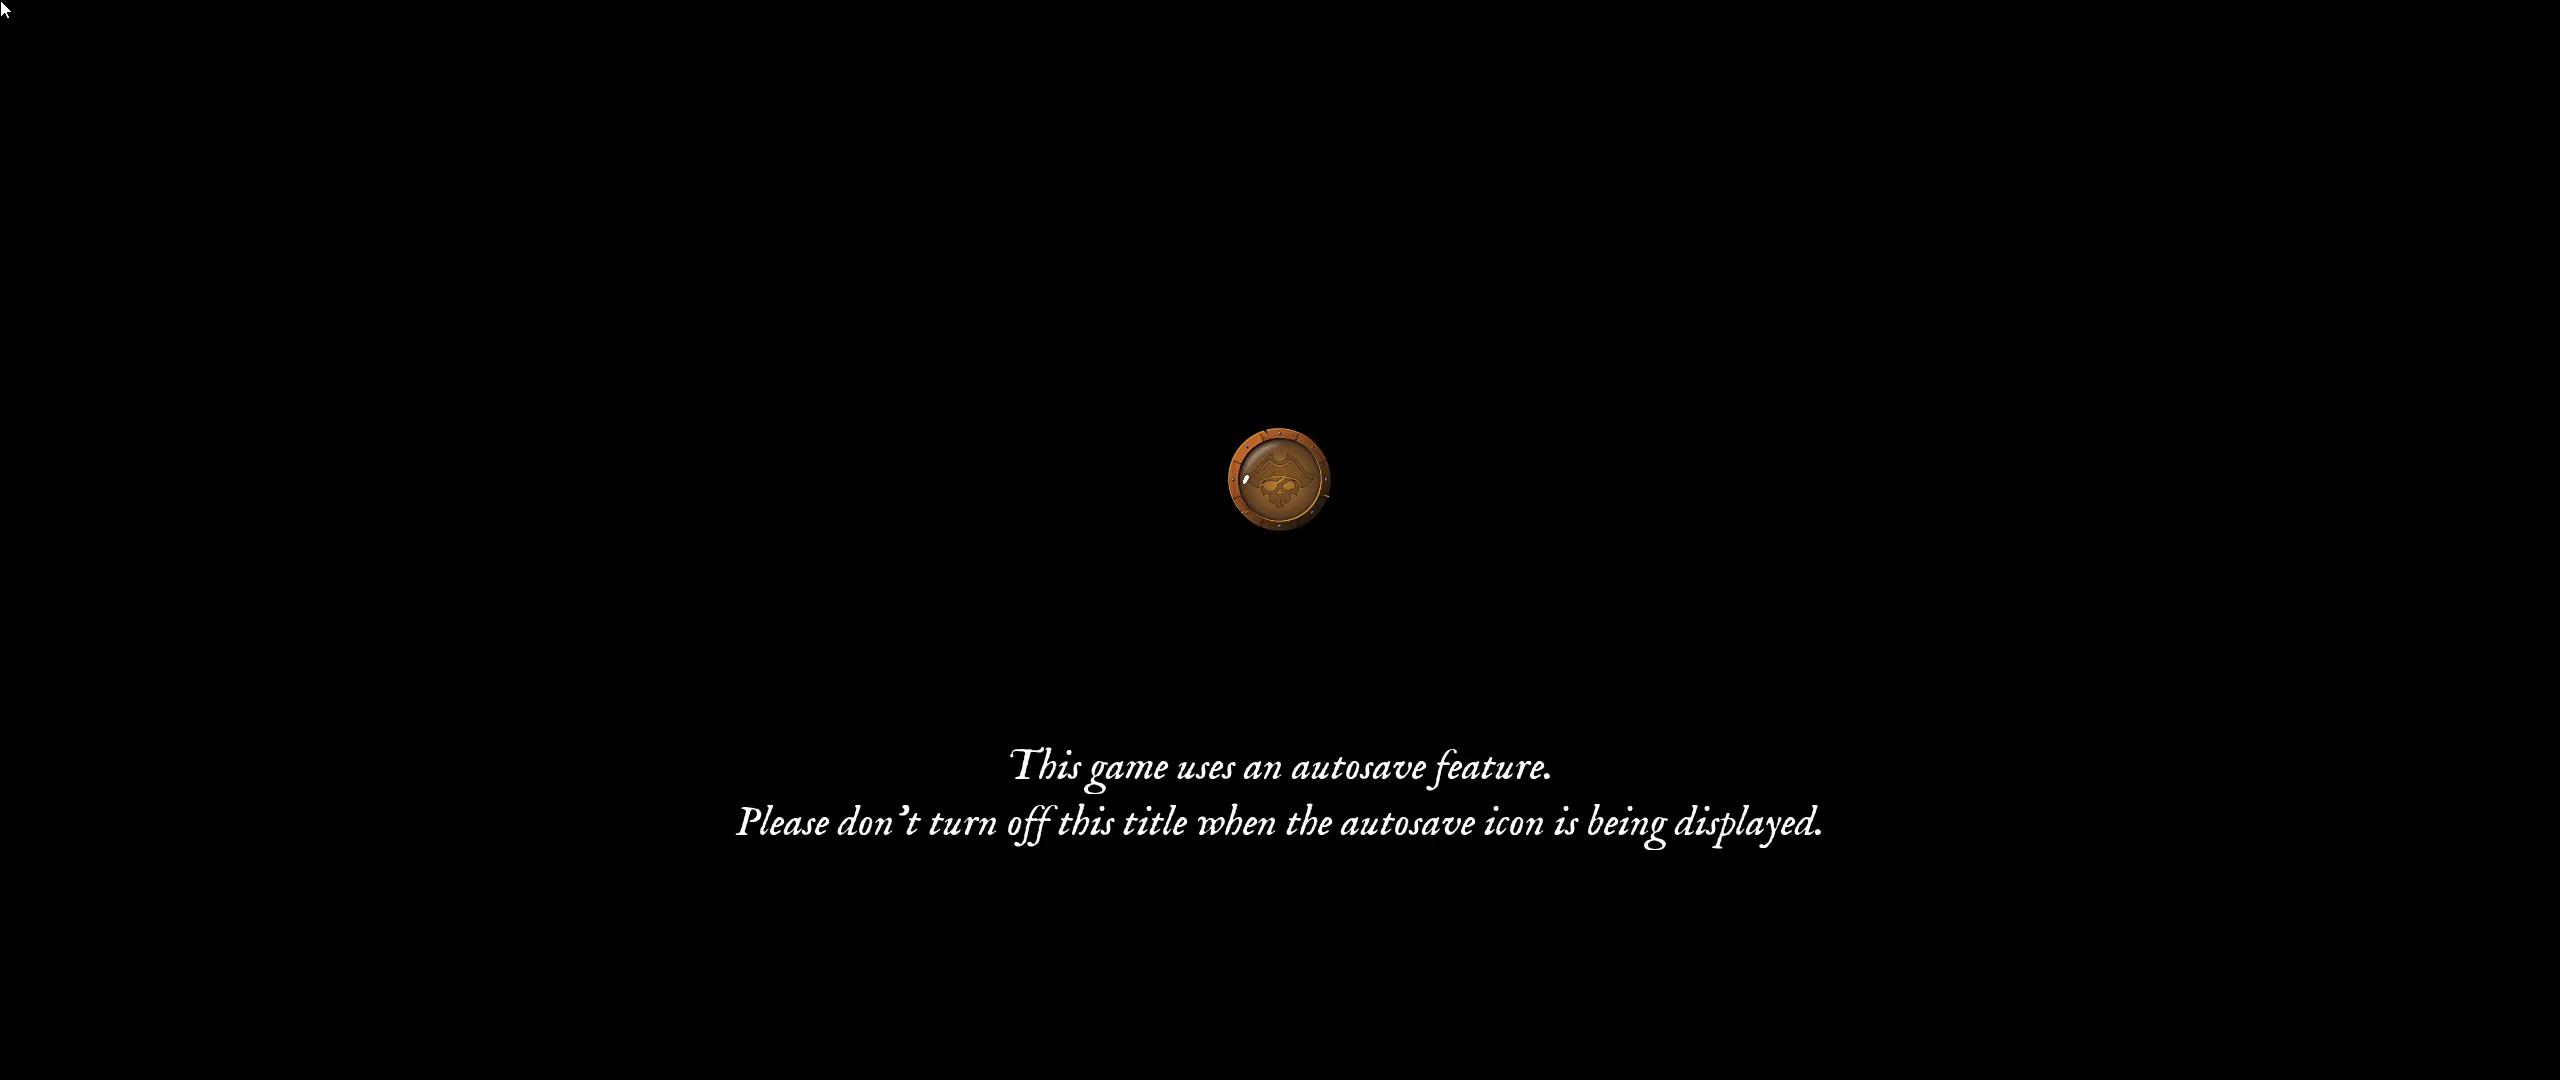 This game uses an autosave feature.
Please don't turn off this title when the autosave icon is being displayed.